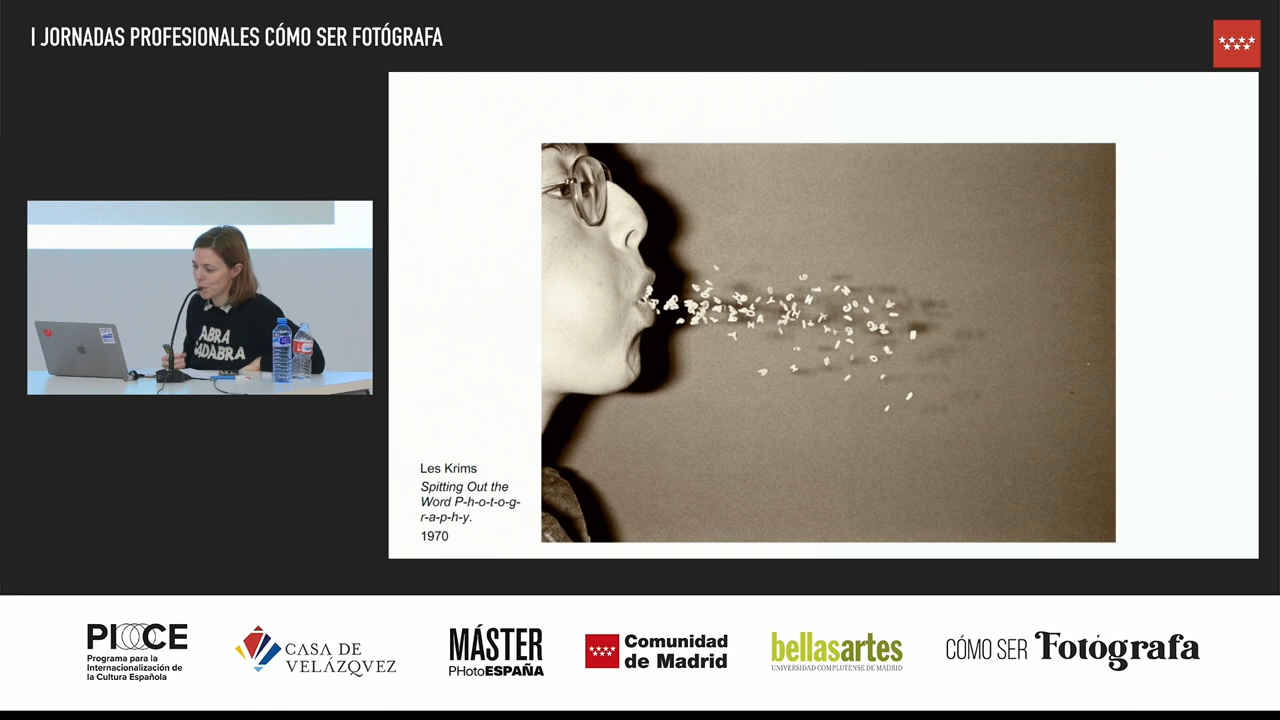 I JORNADAS PROFESIONALES CÓMO SER FOTÓGRAFA
ABRA
CADABRA
Les Krims
Spitting Out the
Word P-h-o-t-o-g-
r-a-p-h-y.
1970
PICE
Programa para la
Internacionalización de
la Cultura Española
CASA DE
VELÁZQVEZ
MÁSTER
PHotoESPAÑA
Comunidad
de Madrid
bellasartes
UNIVERSIDAD COMPLUTENSE DE MADRID
CÓMO SER Fotógrafa